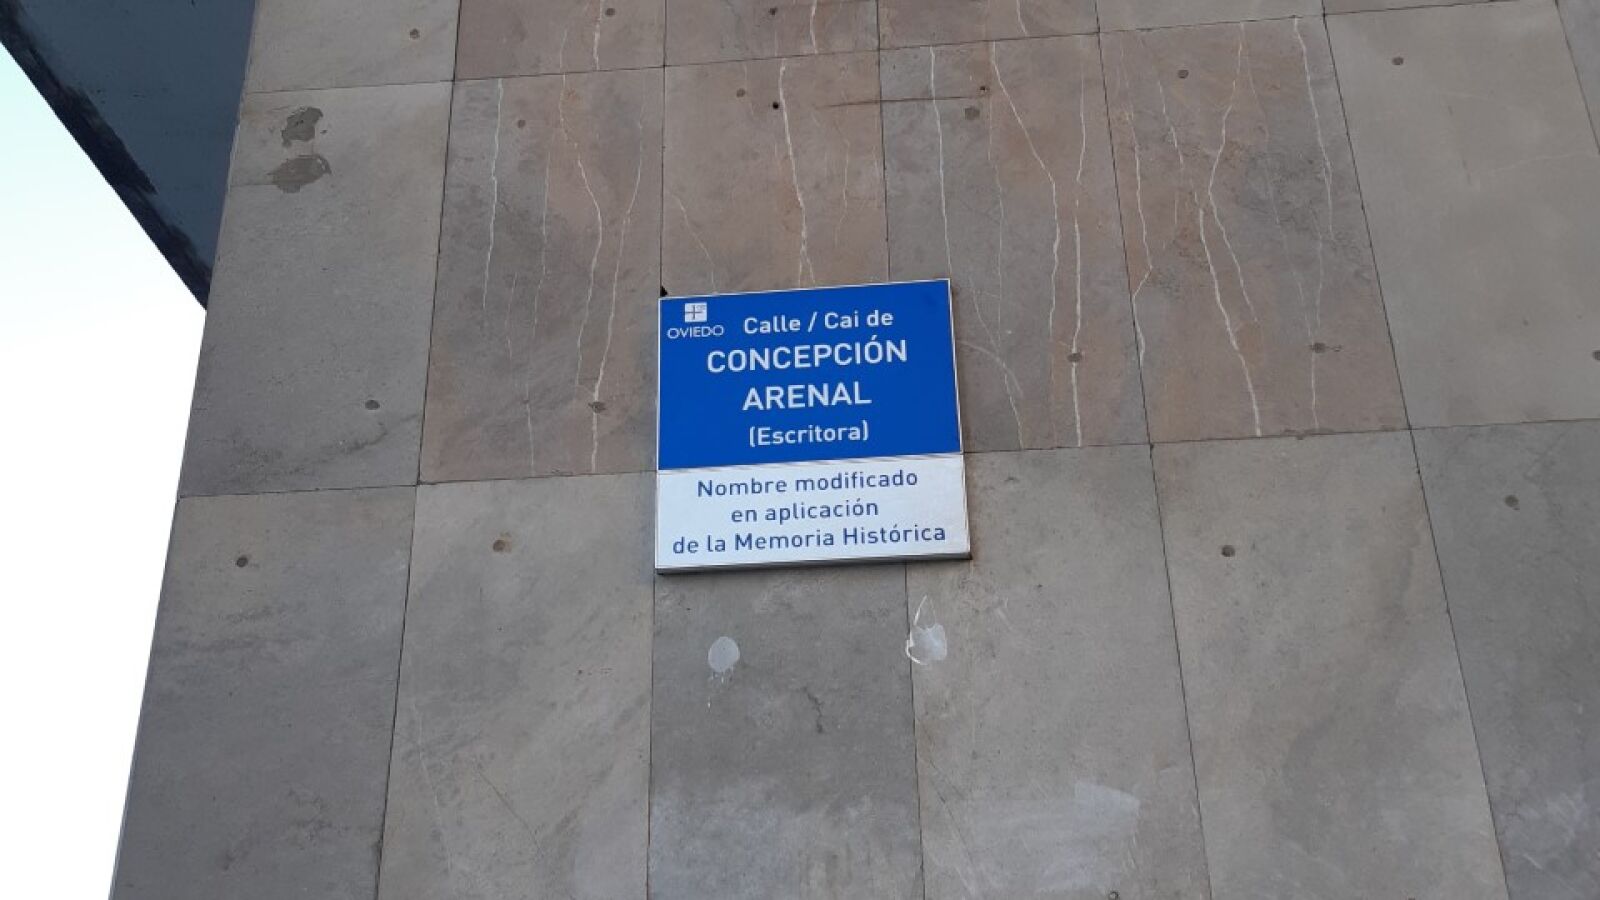 OVIEDO
Calle / Cai de
CONCEPCIÓN
ARENAL
(Escritora)
Nombre modificado
en aplicación
de la Memoria Histórica